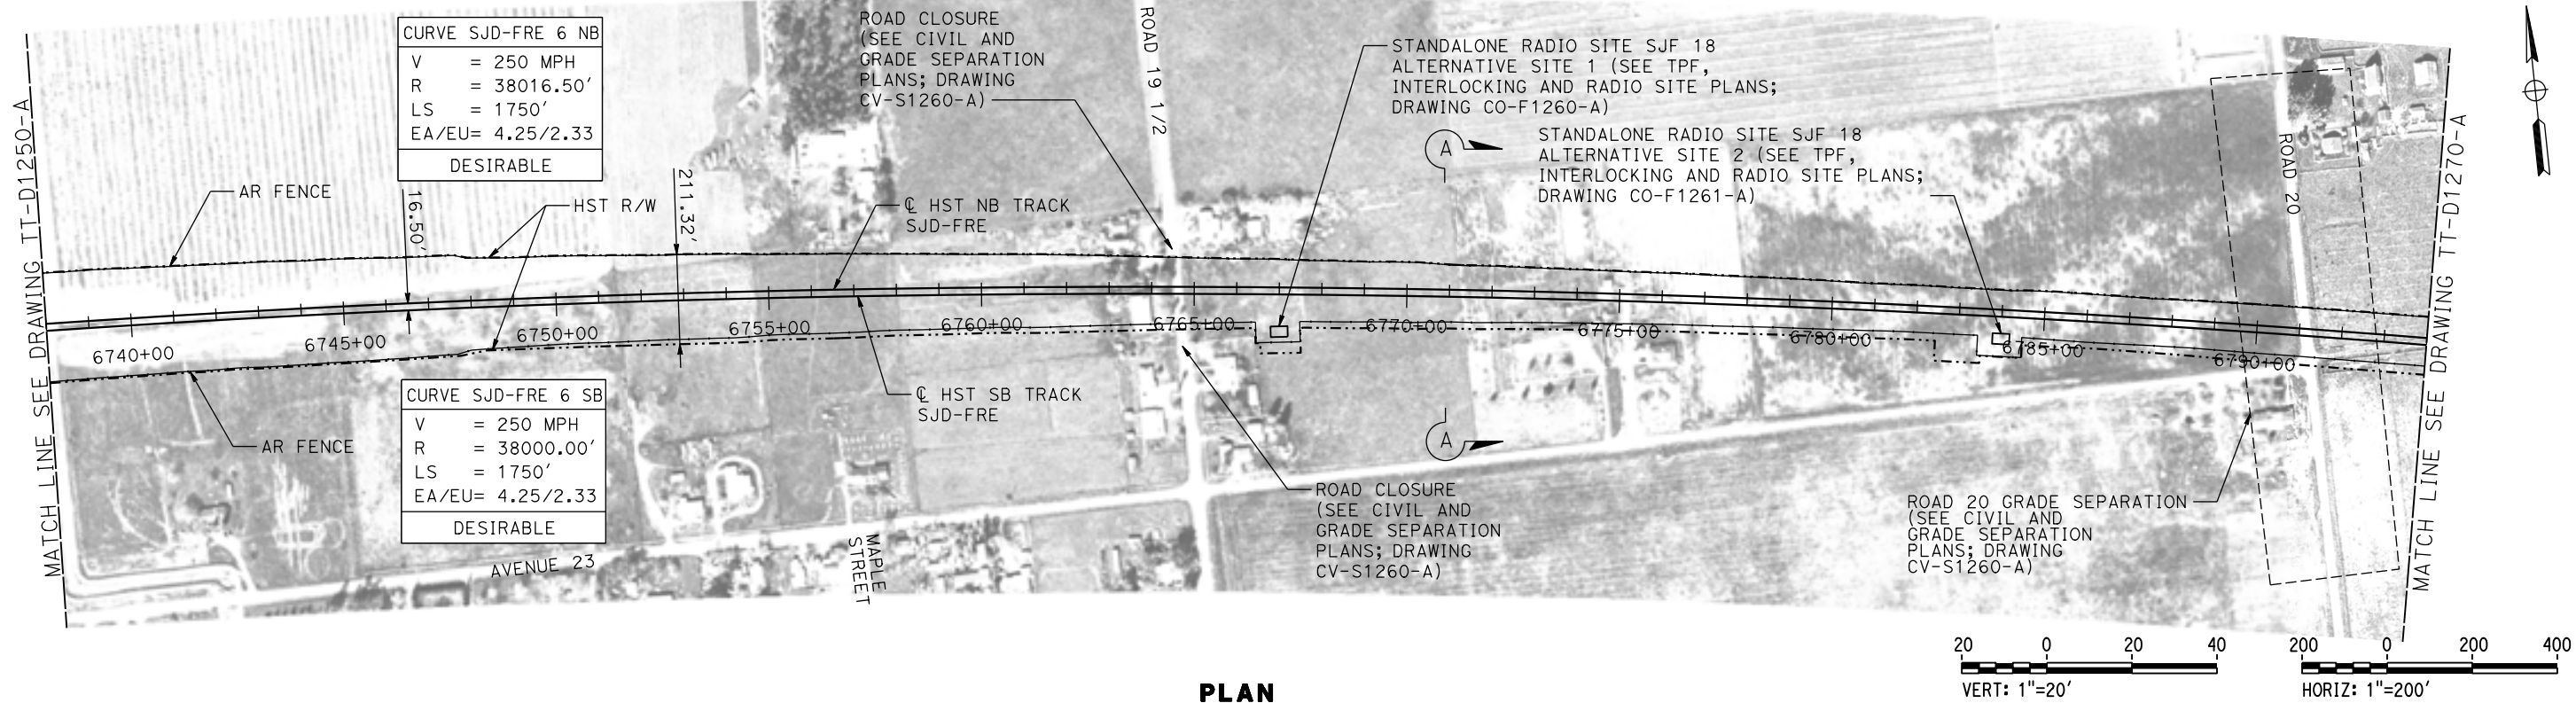 CURVE SJD-FRE 6 NB
V = 250 MPH
R = 38016.50'
LS = 1750'
EA/EU= 4.25/2.33
DESIRABLE
ROAD CLOSURE
(SEE CIVIL AND
GRADE SEPARATION
PLANS; DRAWING
CV-S1260-A)
ROAD 19 1/2
STANDALONE RADIO SITE SJF 18
ALTERNATIVE SITE 1 (SEE TPF,
INTERLOCKING AND RADIO SITE PLANS;
DRAWING CO-F1260-A)
A
STANDALONE RADIO SITE SJF 18
ALTERNATIVE SITE 2 (SEE TPF,
INTERLOCKING AND RADIO SITE PLANS;
DRAWING CO-F1261-A)
ROAD 20
MATCH LINE SEE DRAWING TT-D1250-A
MATCH LINE SEE DRAWING TT-D1270-A
AR FENCE
16.50'
HST R/W
211.32'
℄ HST NB TRACK
SJD-FRE
6740+00
6745+00
6750+00
6755+00
6760+00
6765+00
6770+00
6775+00
6780+00
6785+00
6790+00
CURVE SJD-FRE 6 SB
V = 250 MPH
R = 38000.00'
LS = 1750'
EA/EU= 4.25/2.33
DESIRABLE
AR FENCE
℄ HST SB TRACK
SJD-FRE
A
ROAD CLOSURE
(SEE CIVIL AND
GRADE SEPARATION
PLANS; DRAWING
CV-S1260-A)
ROAD 20 GRADE SEPARATION
(SEE CIVIL AND
GRADE SEPARATION
PLANS; DRAWING
CV-S1260-A)
AVENUE 23
MAPLE
STREET
20 0 20 40
VERT: 1"=20'
200 0 200 400
HORIZ: 1"=200'
PLAN